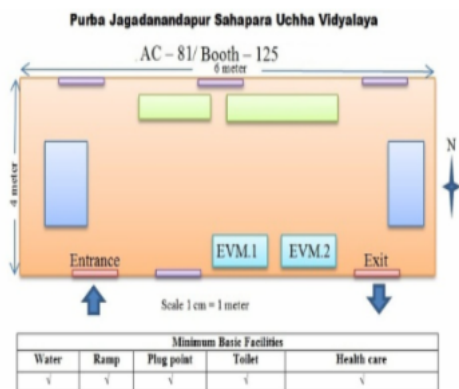 Purba Jagadanandapur Sahapara Uchha Vidyalaya
AC – 81/ Booth – 125
6 meter
4 meter
N
EVM.1 EVM.2
Entrance Exit
Scale 1 cm = 1 meter
Minimum Basic Facilities
Water Ramp Plug point Toilet Health care
√ √ √ √ √